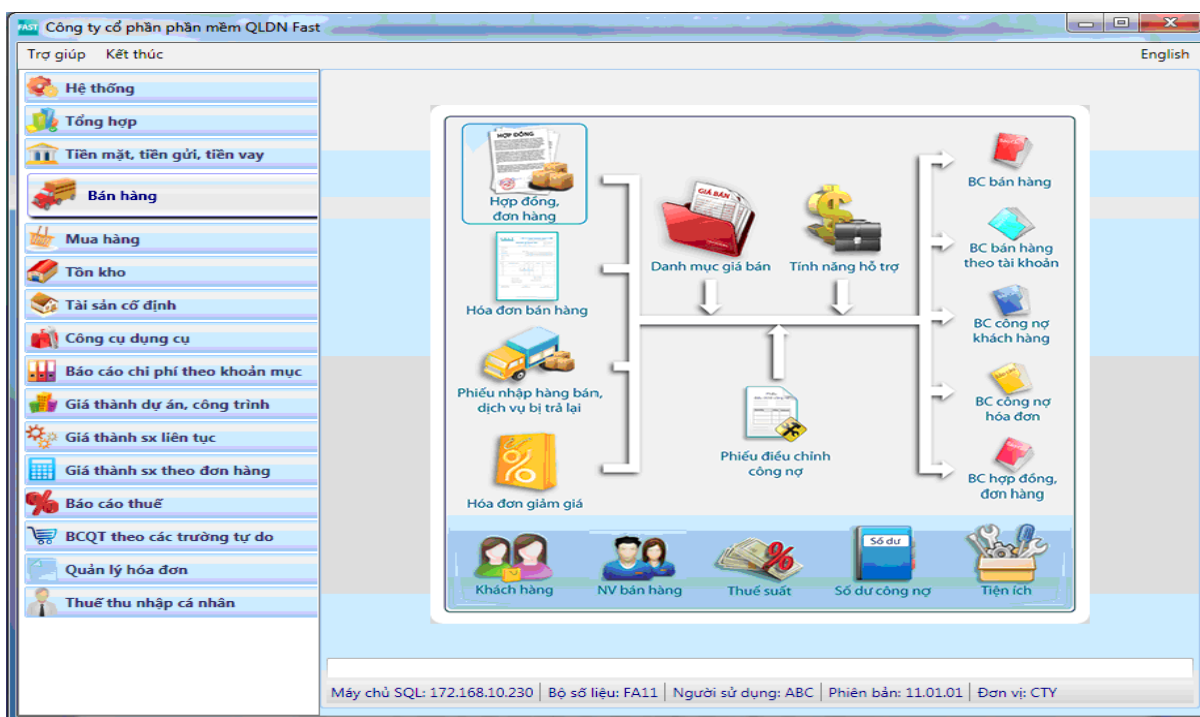 FAST Công ty cổ phần phần mềm QLDN Fast
Trợ giúp Kết thúc English
Hệ thống
Tổng hợp
Tiền mặt, tiền gửi, tiền vay
Bán hàng
Mua hàng
Tồn kho
Tài sản cố định
Công cụ dụng cụ
Báo cáo chi phí theo khoản mục
Giá thành dự án, công trình
Giá thành sx liên tục
Giá thành sx theo đơn hàng
Báo cáo thuế
BCQT theo các trường tự do
Quản lý hóa đơn
Thuế thu nhập cá nhân
HỢP ĐỒNG
Hợp đồng,
đơn hàng
Hóa đơn bán hàng
Phiếu nhập hàng bán,
dịch vụ bị trả lại
Hóa đơn giảm giá
GIÁ BÁN
Danh mục giá bán
Tính năng hỗ trợ
Phiếu điều chỉnh
công nợ
BC bán hàng
BC bán hàng
theo tài khoản
BC công nợ
khách hàng
BC công nợ
hóa đơn
BC hợp đồng,
đơn hàng
Khách hàng
NV bán hàng
Thuế suất
Số dư
Số dư công nợ
Tiện ích
Máy chủ SQL: 172.168.10.230 Bộ số liệu: FA11 Người sử dụng: ABC Phiên bản: 11.01.01 Đơn vị: CTY